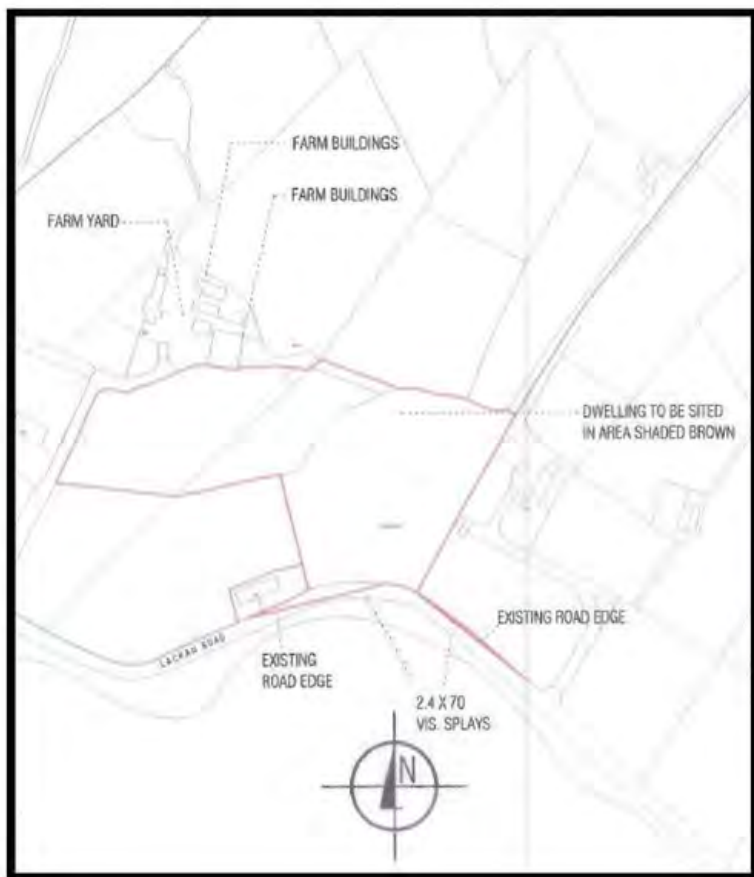 FARM BUILDINGS
FARM BUILDINGS
FARM YARD
DWELLING TO BE SITED
IN AREA SHADED BROWN
EXISTING ROAD EDGE
LACKAN ROAD
EXISTING
ROAD EDGE
2.4 X 70
VIS. SPLAYS
N